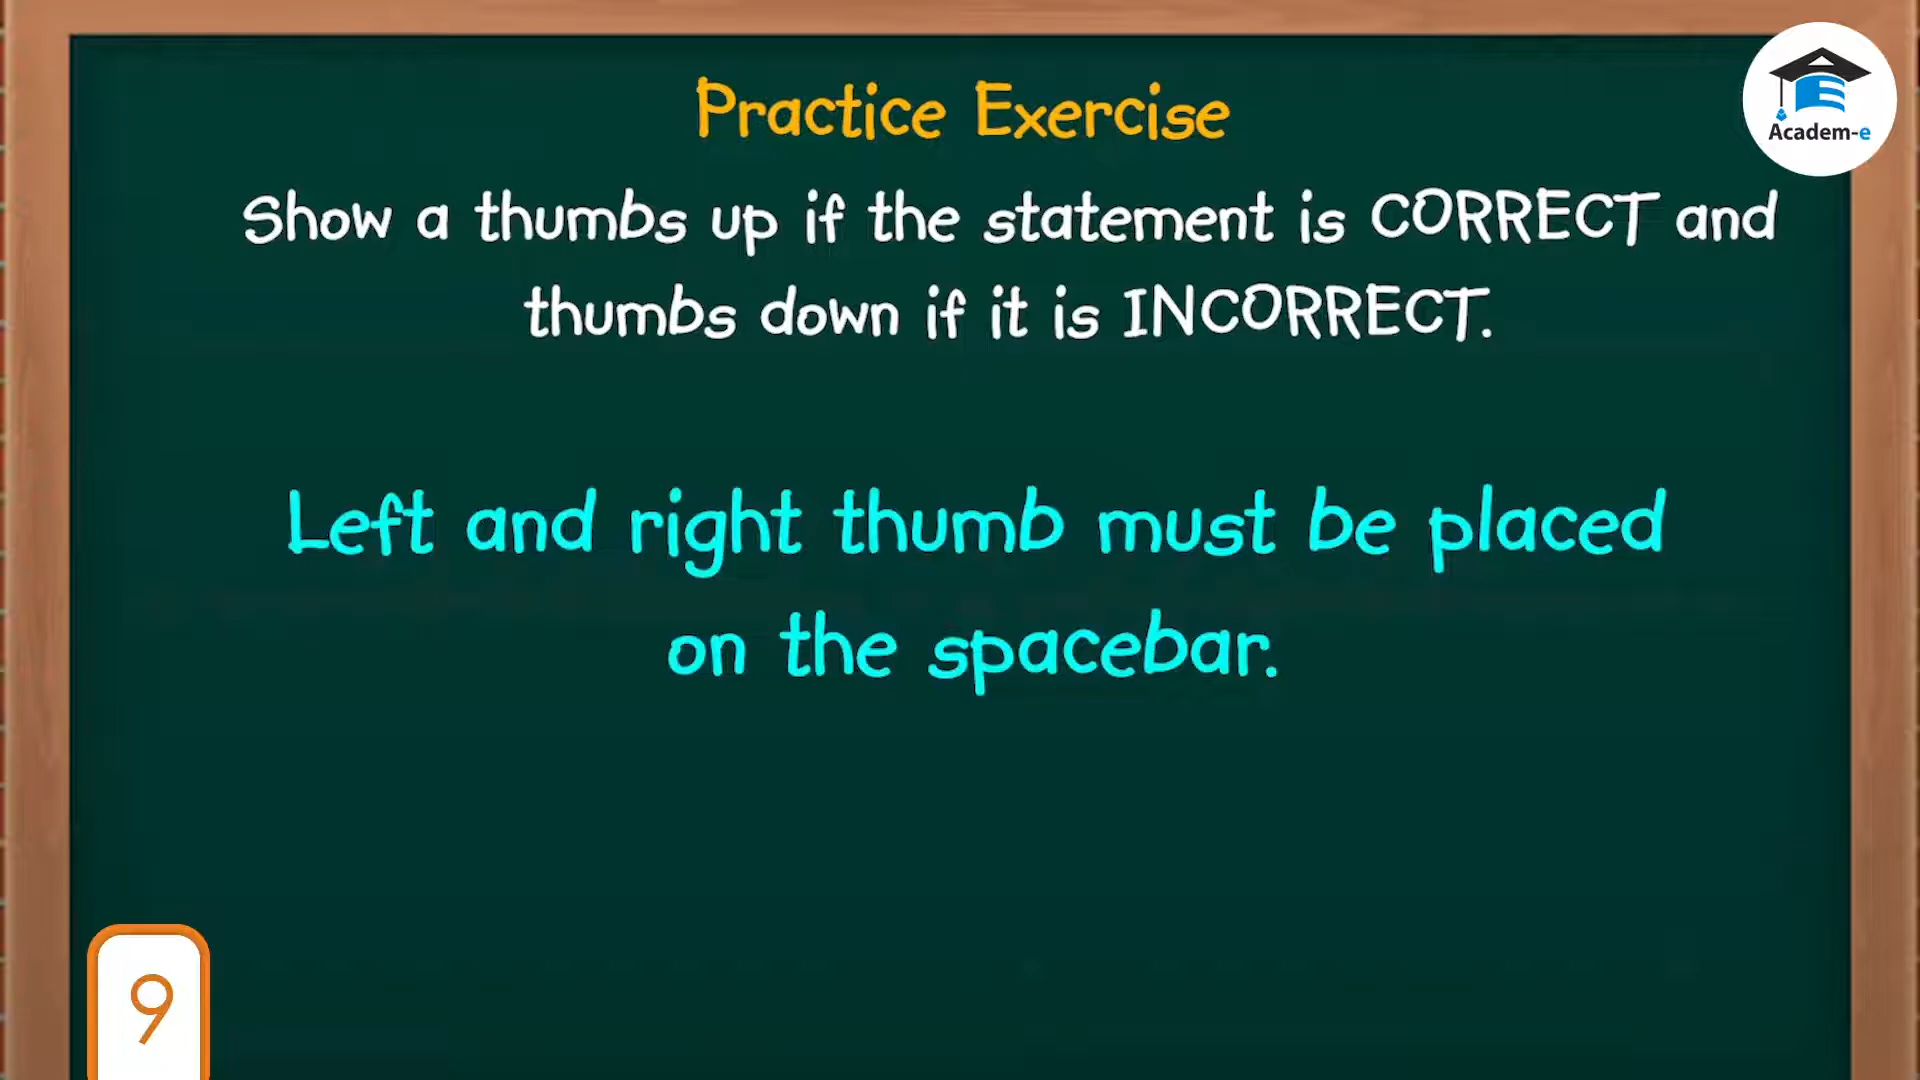 Academ-e
Practice Exercise
Show a thumbs up if the statement is CORRECT and
thumbs down if it is INCORRECT.
Left and right thumb must be placed
on the spacebar.
9